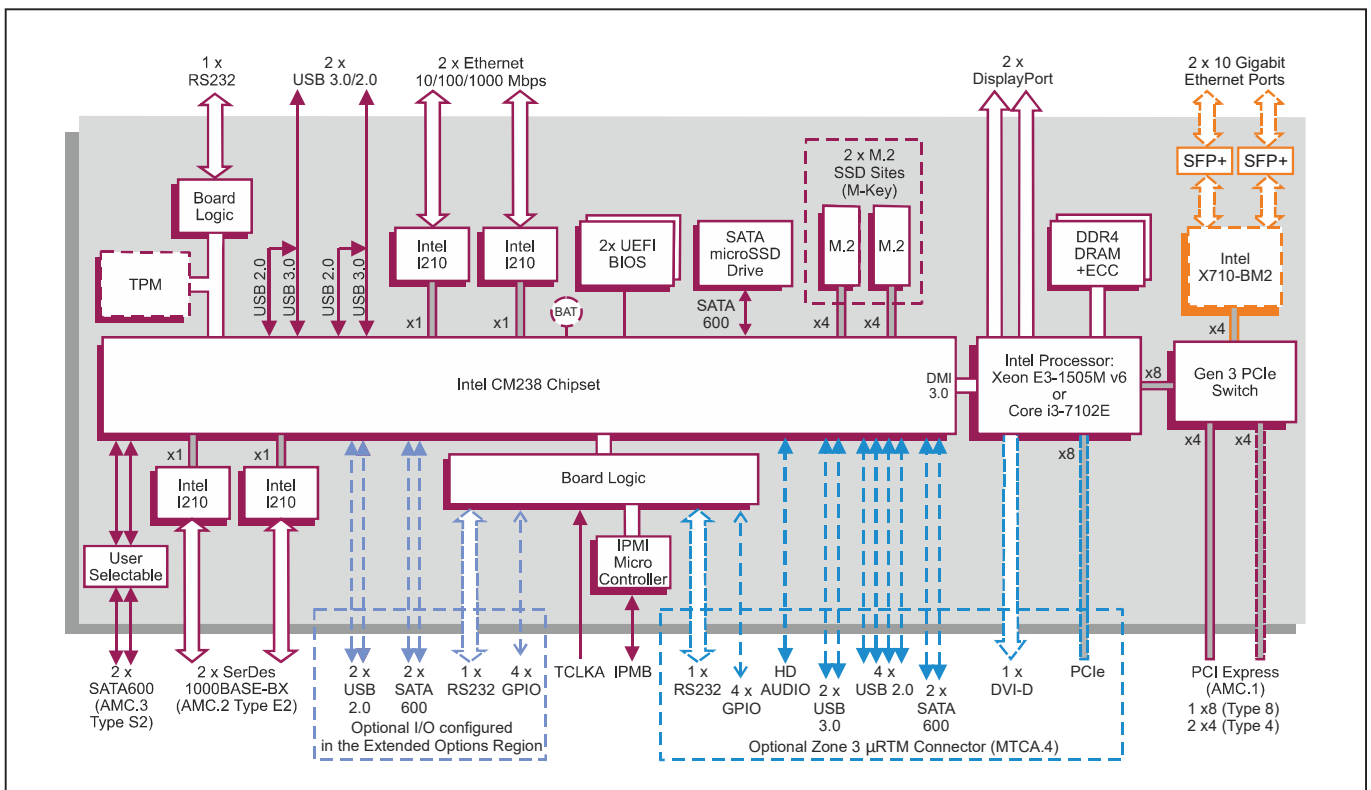 1 x
RS232
2 x
USB 3.0/2.0
2 x Ethernet
10/100/1000 Mbps
2 x
DisplayPort
2 x 10 Gigabit
Ethernet Ports
SFP+
SFP+
2 x M.2
SSD Sites
(M-Key)
Board
Logic
TPM
USB 2.0
USB 3.0
USB 2.0
USB 3.0
Intel
I210
Intel
I210
2x UEFI
BIOS
SATA
microSSD
Drive
M.2
M.2
DDR4
DRAM
+ECC
Intel
X710-BM2
x1
x1
BAT
SATA
600
x4
x4
x4
Intel CM238 Chipset
DMI
3.0
Intel Processor:
Xeon E3-1505M v6
or
Core i3-7102E
x8
Gen 3 PCIe
Switch
x1
x1
x8
x4
x4
Intel
I210
Intel
I210
Board Logic
User
Selectable
IPMI
Micro
Controller
2 x
SATA600
(AMC.3
Type S2)
2 x SerDes
1000BASE-BX
(AMC.2 Type E2)
2 x
USB
2.0
2 x
SATA
600
1 x
RS232
4 x
GPIO
Optional I/O configured
in the Extended Options Region
TCLKA
IPMB
1 x
RS232
4 x
GPIO
HD
AUDIO
2 x
USB
3.0
4 x
USB 2.0
2 x
SATA
600
1 x
DVI-D
PCIe
Optional Zone 3 µRTM Connector (MTCA.4)
PCI Express
(AMC.1)
1 x8 (Type 8)
2 x4 (Type 4)